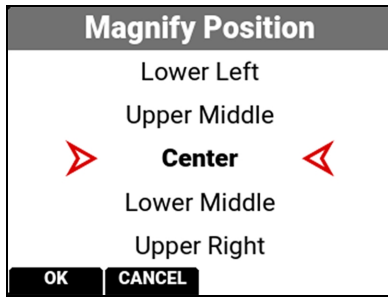 Magnify Position
Lower Left
Upper Middle
Center
Lower Middle
Upper Right
OK CANCEL